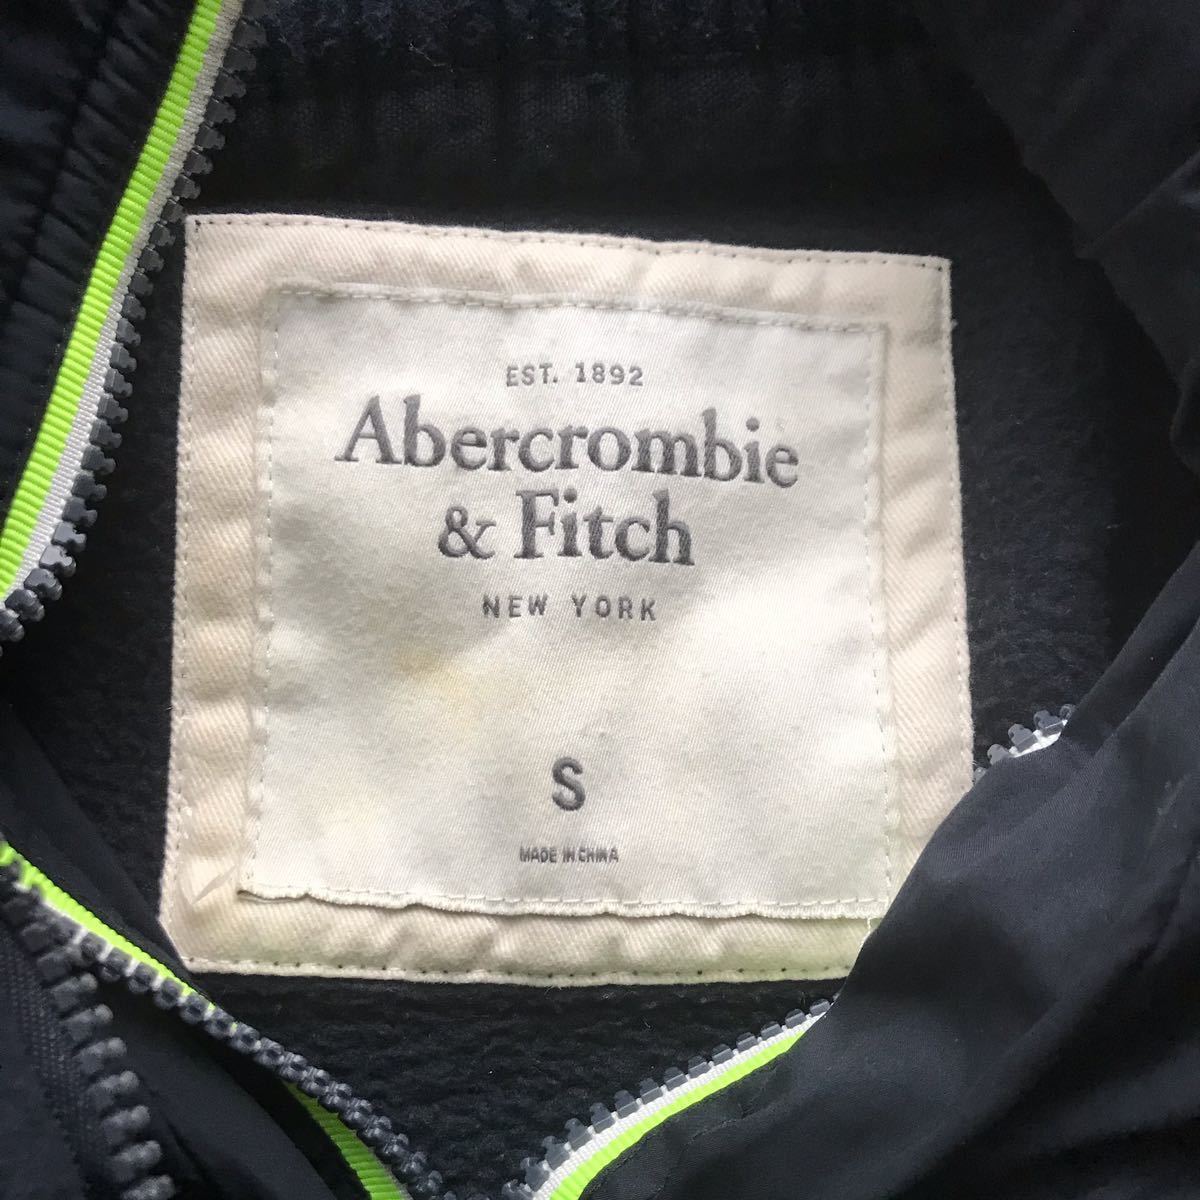 EST. 1892
Abercrombie
& Fitch
NEW YORK
S
MADE IN CHINA